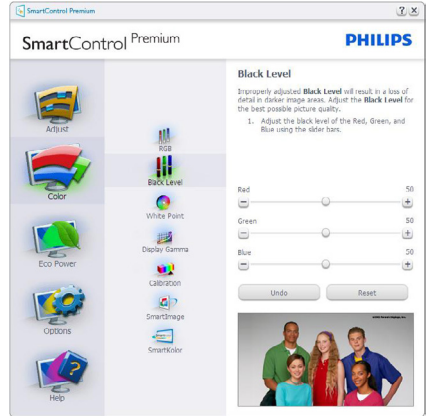 SmartControl Premium
SmartControl Premium
PHILIPS
Adjust
Color
Eco Power
Options
Help
RGB
Black Level
White Point
Display Gamma
Calibration
SmartImage
SmartKolor
Black Level
Improperly adjusted Black Level will result in a loss of
detail in darker image areas. Adjust the Black Level for
the best possible picture quality.
1. Adjust the black level of the Red, Green, and
Blue using the sider bars.
Red 50
Green 50
Blue 50
Undo Reset